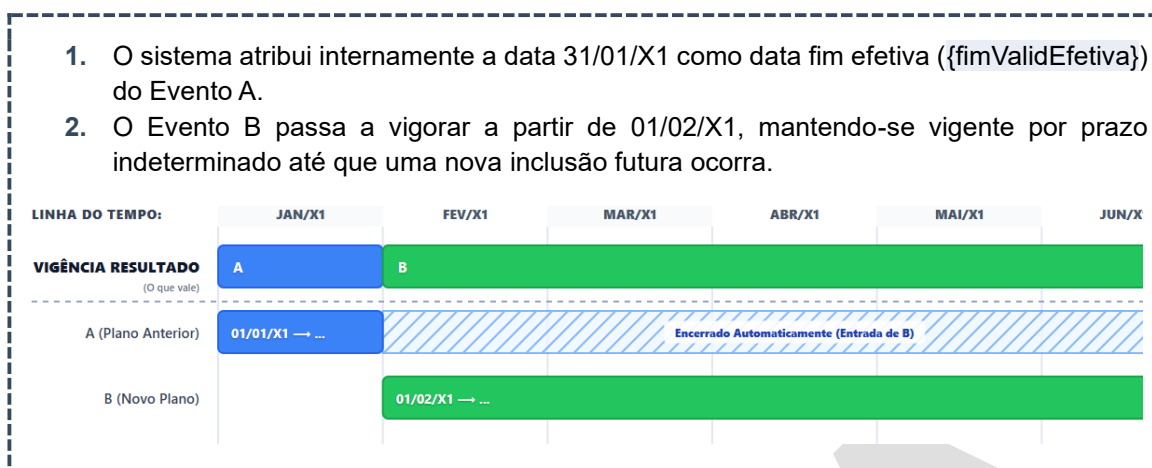 1. O sistema atribui internamente a data 31/01/X1 como data fim efetiva ({fimValidEfetiva})
do Evento A.
2. O Evento B passa a vigorar a partir de 01/02/X1, mantendo-se vigente por prazo
indeterminado até que uma nova inclusão futura ocorra.
LINHA DO TEMPO: JAN/X1 FEV/X1 MAR/X1 ABR/X1 MAI/X1 JUN/X
VIGÊNCIA RESULTADO A B
(O que vale)
A (Plano Anterior) 01/01/X1 ⟶ ... Encerrado Automaticamente (Entrada de B)
B (Novo Plano) 01/02/X1 ⟶ ...